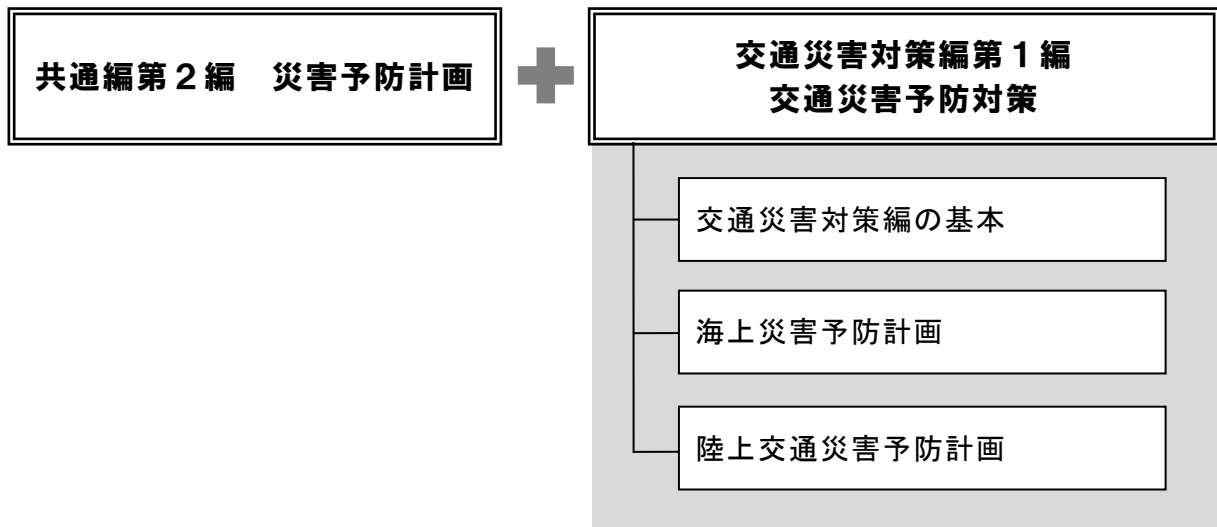 共通編第２編　災害予防計画
交通災害対策編第１編
交通災害予防対策
交通災害対策編の基本
海上災害予防計画
陸上交通災害予防計画